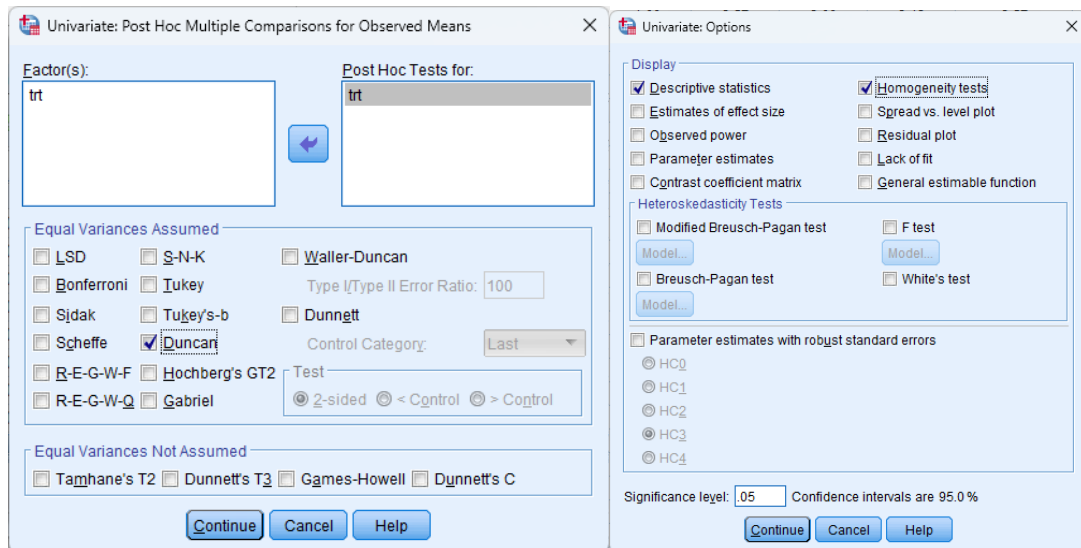 Univariate: Post Hoc Multiple Comparisons for Observed Means
Factor(s):
trt
Post Hoc Tests for:
trt
Equal Variances Assumed
LSD
S-N-K
Waller-Duncan
Bonferroni
Tukey
Type I/Type II Error Ratio: 100
Sidak
Tukey's-b
Dunnett
Scheffe
Duncan
Control Category: Last
R-E-G-W-F
Hochberg's GT2
Test
R-E-G-W-Q
Gabriel
2-sided
< Control
> Control
Equal Variances Not Assumed
Tamhane's T2
Dunnett's T3
Games-Howell
Dunnett's C
Continue
Cancel
Help
Univariate: Options
Display
Descriptive statistics
Homogeneity tests
Estimates of effect size
Spread vs. level plot
Observed power
Residual plot
Parameter estimates
Lack of fit
Contrast coefficient matrix
General estimable function
Heteroskedasticity Tests
Modified Breusch-Pagan test
F test
Model...
Model...
Breusch-Pagan test
White's test
Model...
Parameter estimates with robust standard errors
HC0
HC1
HC2
HC3
HC4
Significance level: .05 Confidence intervals are 95.0 %
Continue
Cancel
Help